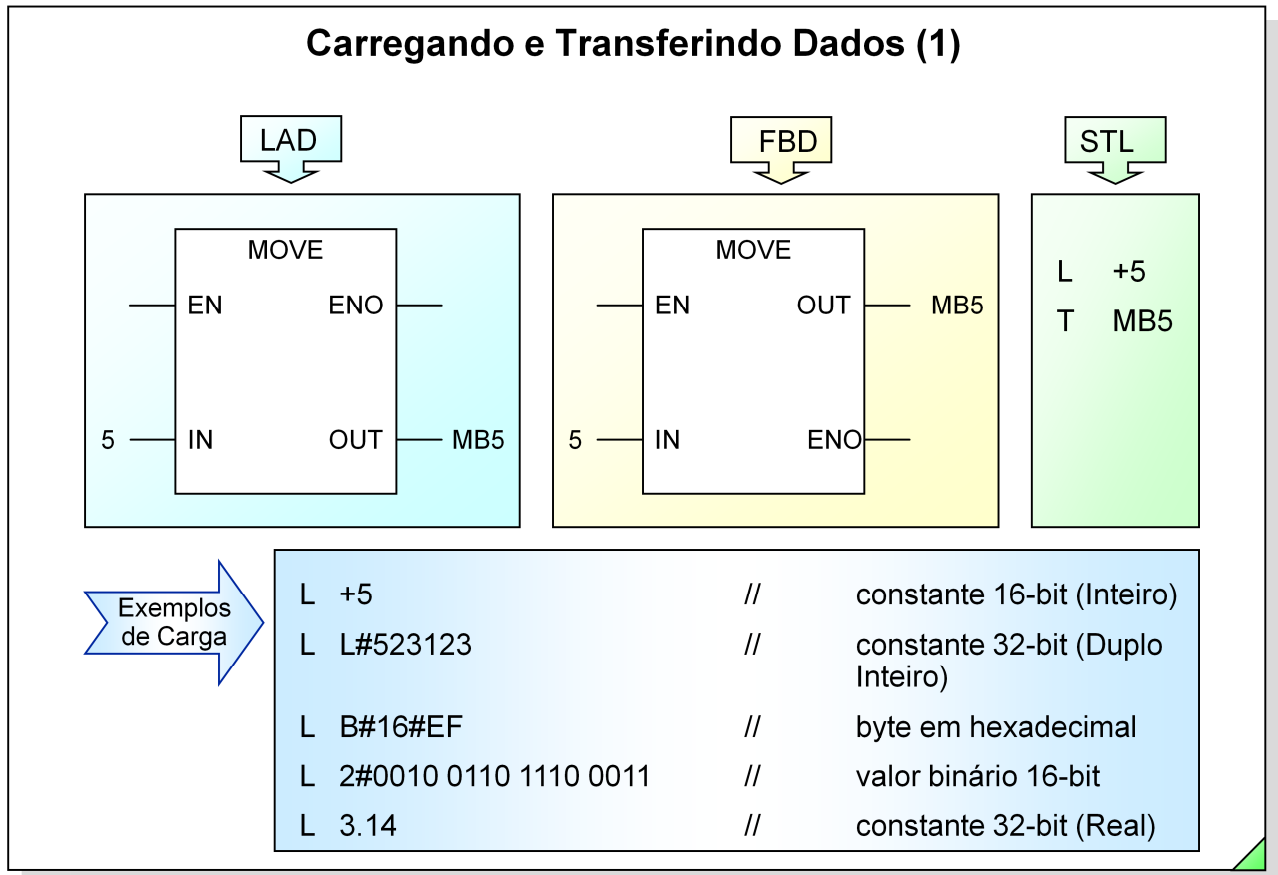 Carregando e Transferindo Dados (1)
LAD
FBD
STL
MOVE
EN ENO
5 IN OUT MB5
MOVE
EN OUT MB5
5 IN ENO
L +5
T MB5
Exemplos
de Carga
L +5 // constante 16-bit (Inteiro)
L L#523123 // constante 32-bit (Duplo
Inteiro)
L B#16#EF // byte em hexadecimal
L 2#0010 0110 1110 0011 // valor binário 16-bit
L 3.14 // constante 32-bit (Real)